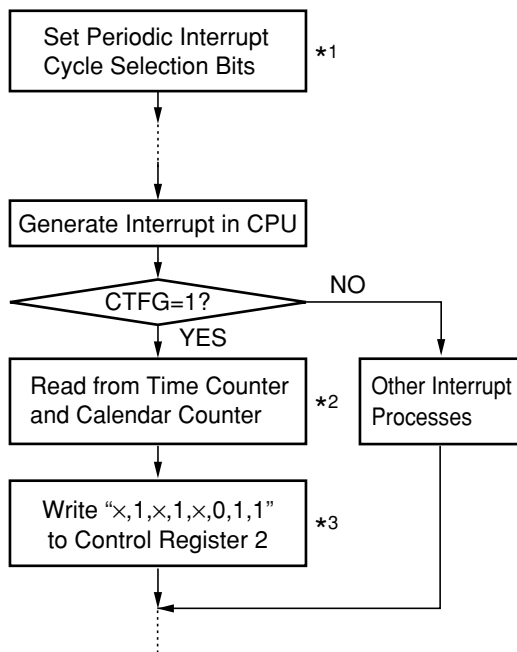 Set Periodic Interrupt
Cycle Selection Bits
*1
Generate Interrupt in CPU
CTFG=1?
NO
YES
Read from Time Counter
and Calendar Counter
*2
Other Interrupt
Processes
Write “×,1,×,1,×,0,1,1”
to Control Register 2
*3